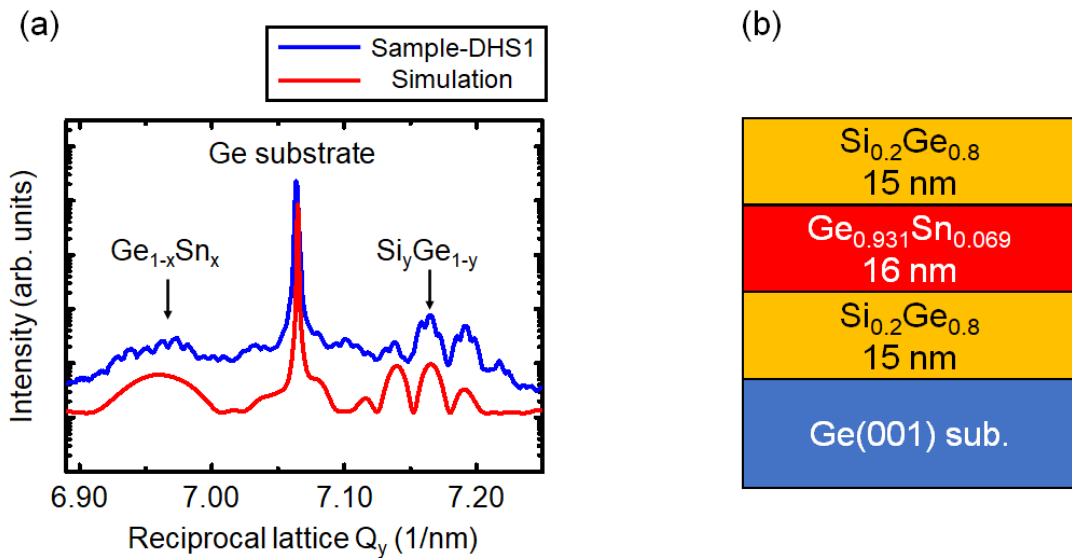 (a)
Sample-DHS1
Simulation
Ge substrate
Ge₁₋ₓSnₓ
SiᵧGe₁₋ᵧ
Intensity (arb. units)
6.90 7.00 7.10 7.20
Reciprocal lattice Qᵧ (1/nm)
(b)
Si₀.₂Ge₀.₈
15 nm
Ge₀.₉₃₁Sn₀.₀₆₉
16 nm
Si₀.₂Ge₀.₈
15 nm
Ge(001) sub.